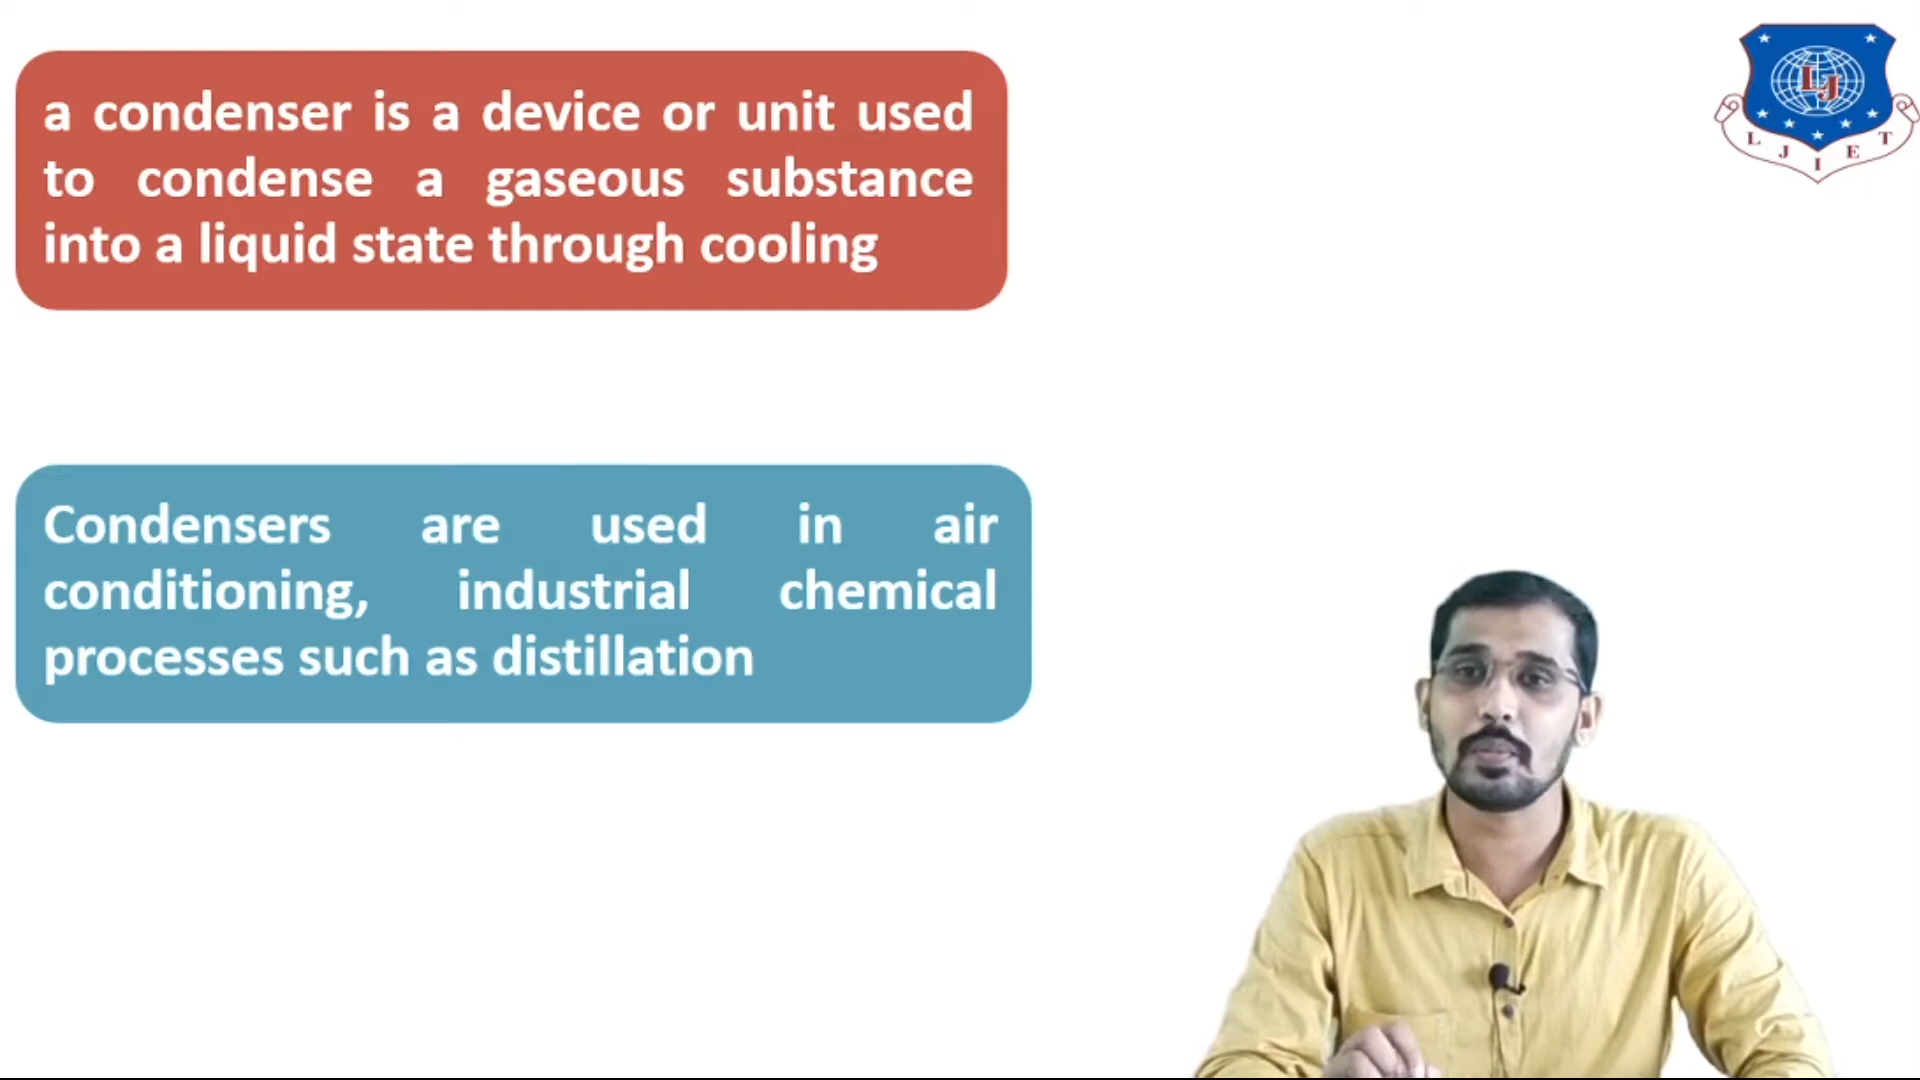 a condenser is a device or unit used
to condense a gaseous substance
into a liquid state through cooling
Condensers are used in air
conditioning, industrial chemical
processes such as distillation
LJ
L J I E T